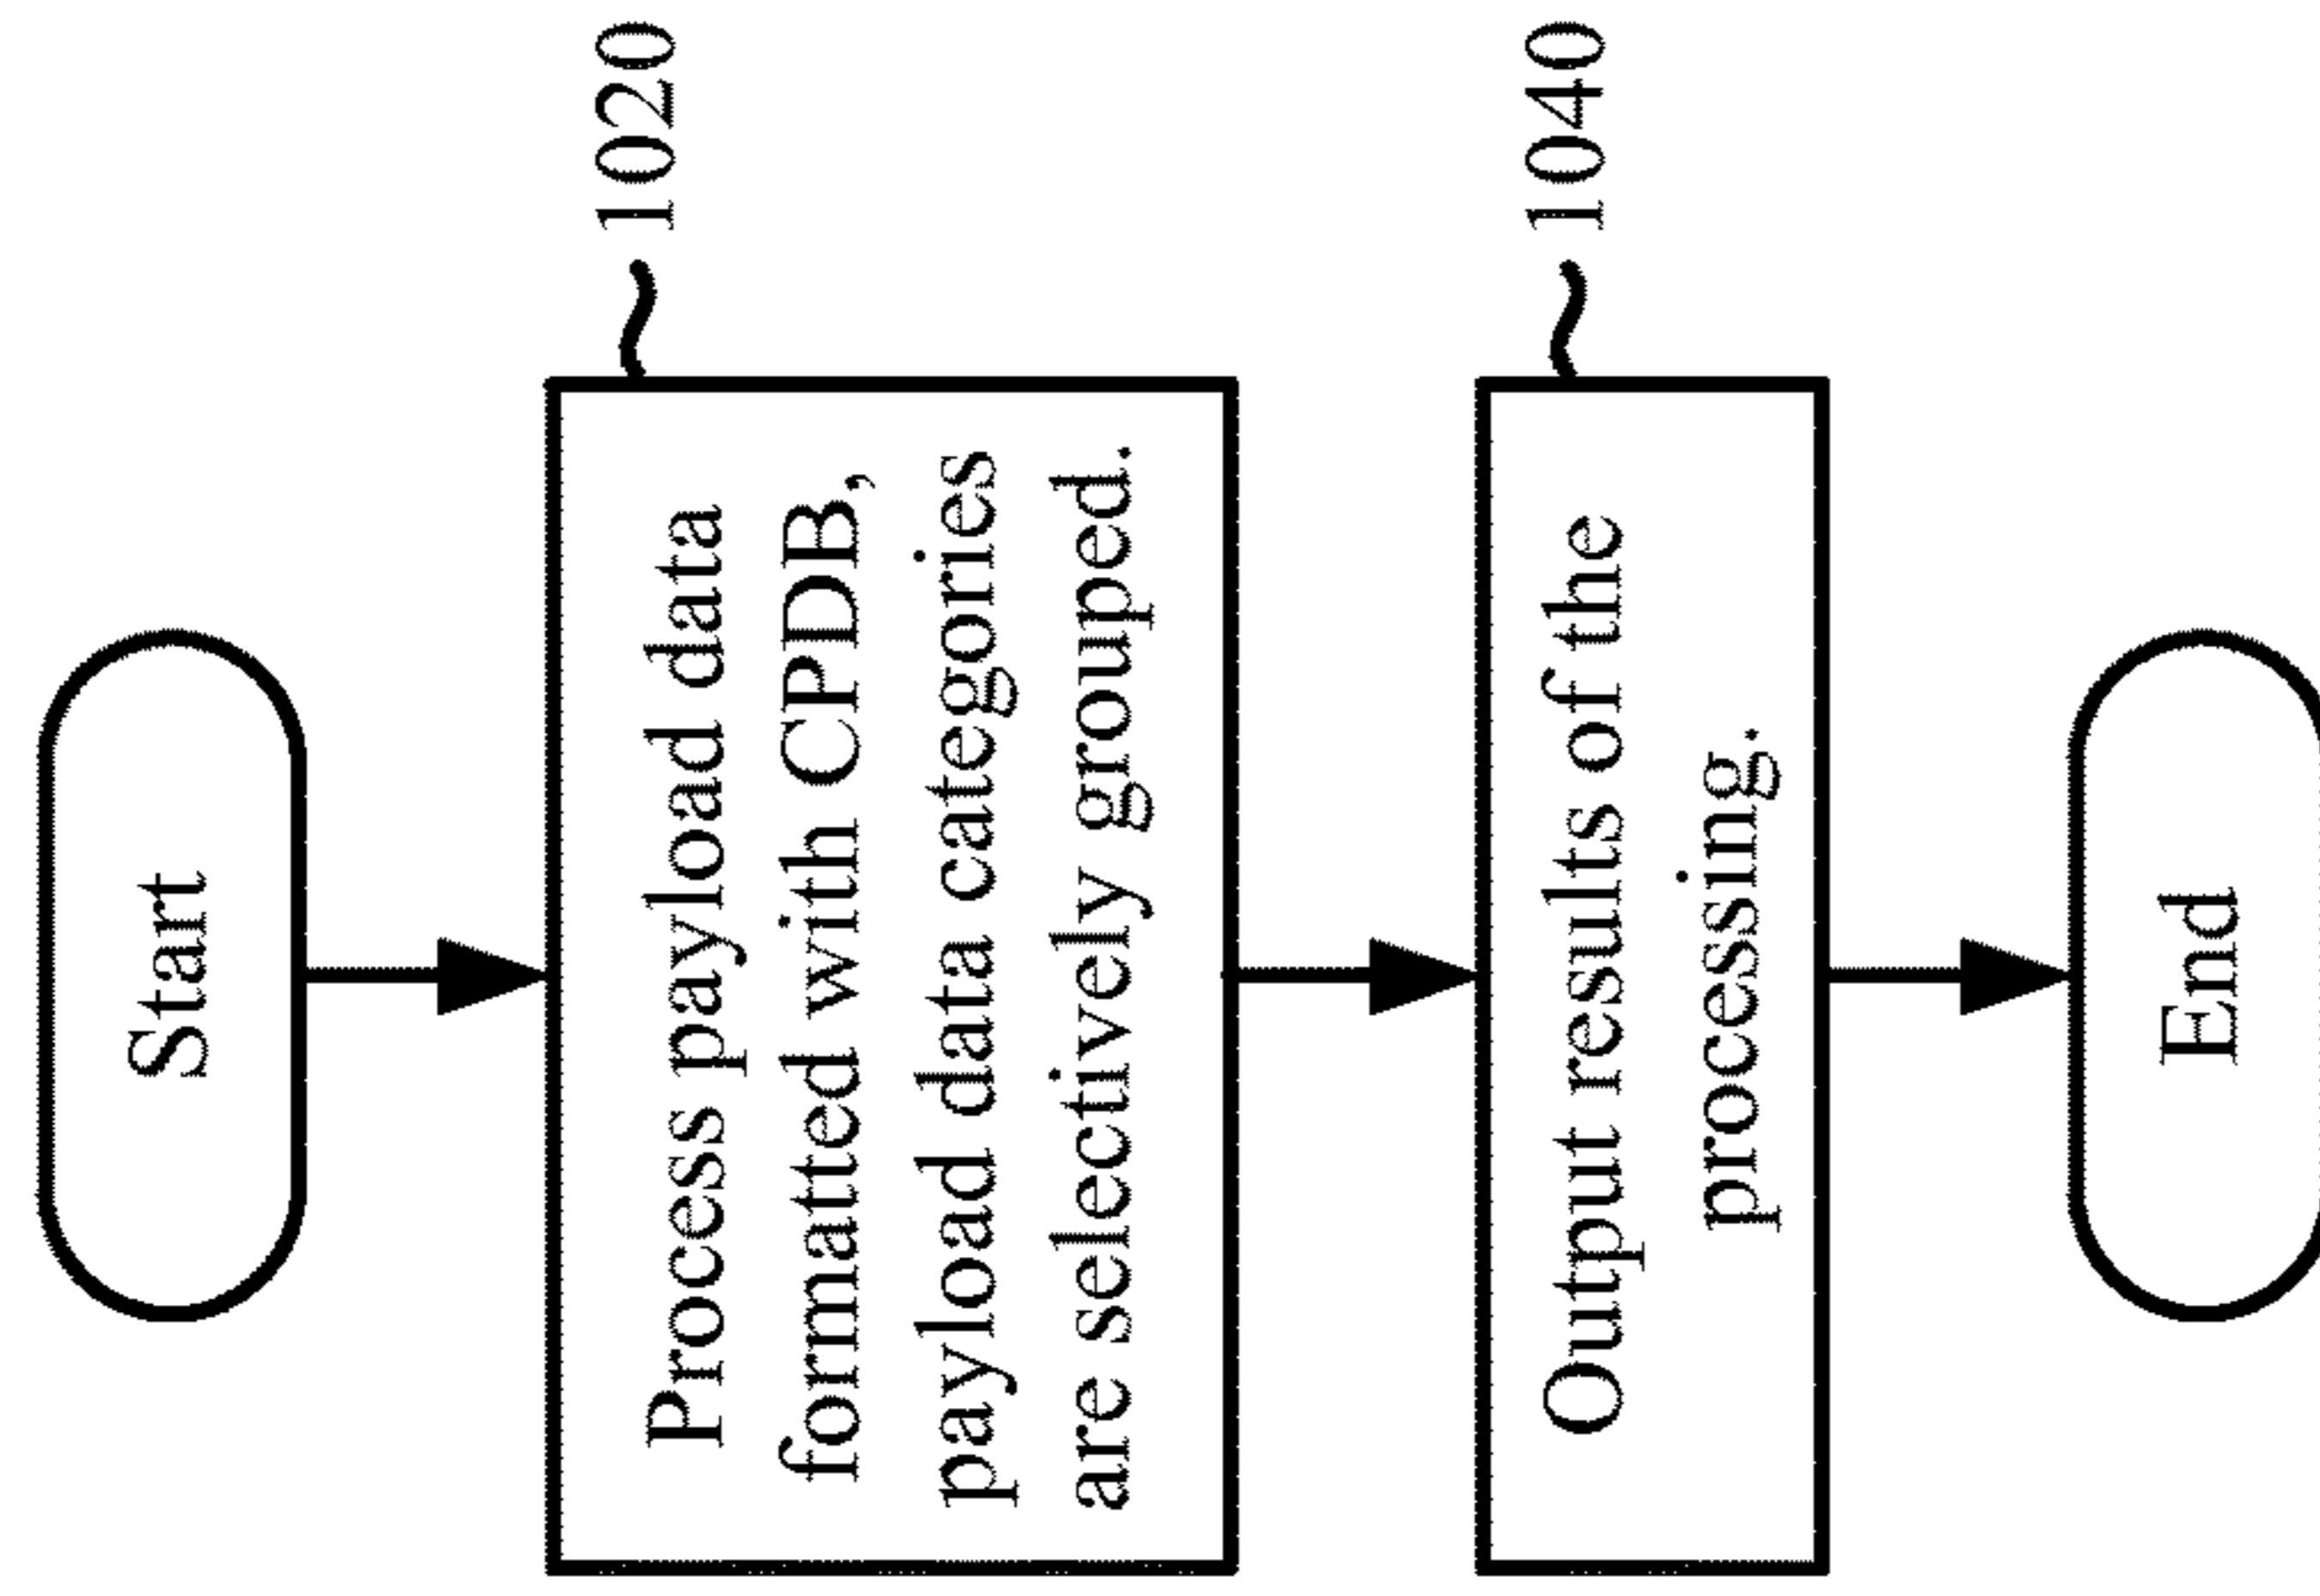 Start
Process payload data
formatted with CPDB,
payload data categories
are selectively grouped.
1020
Output results of the
processing.
1040
End